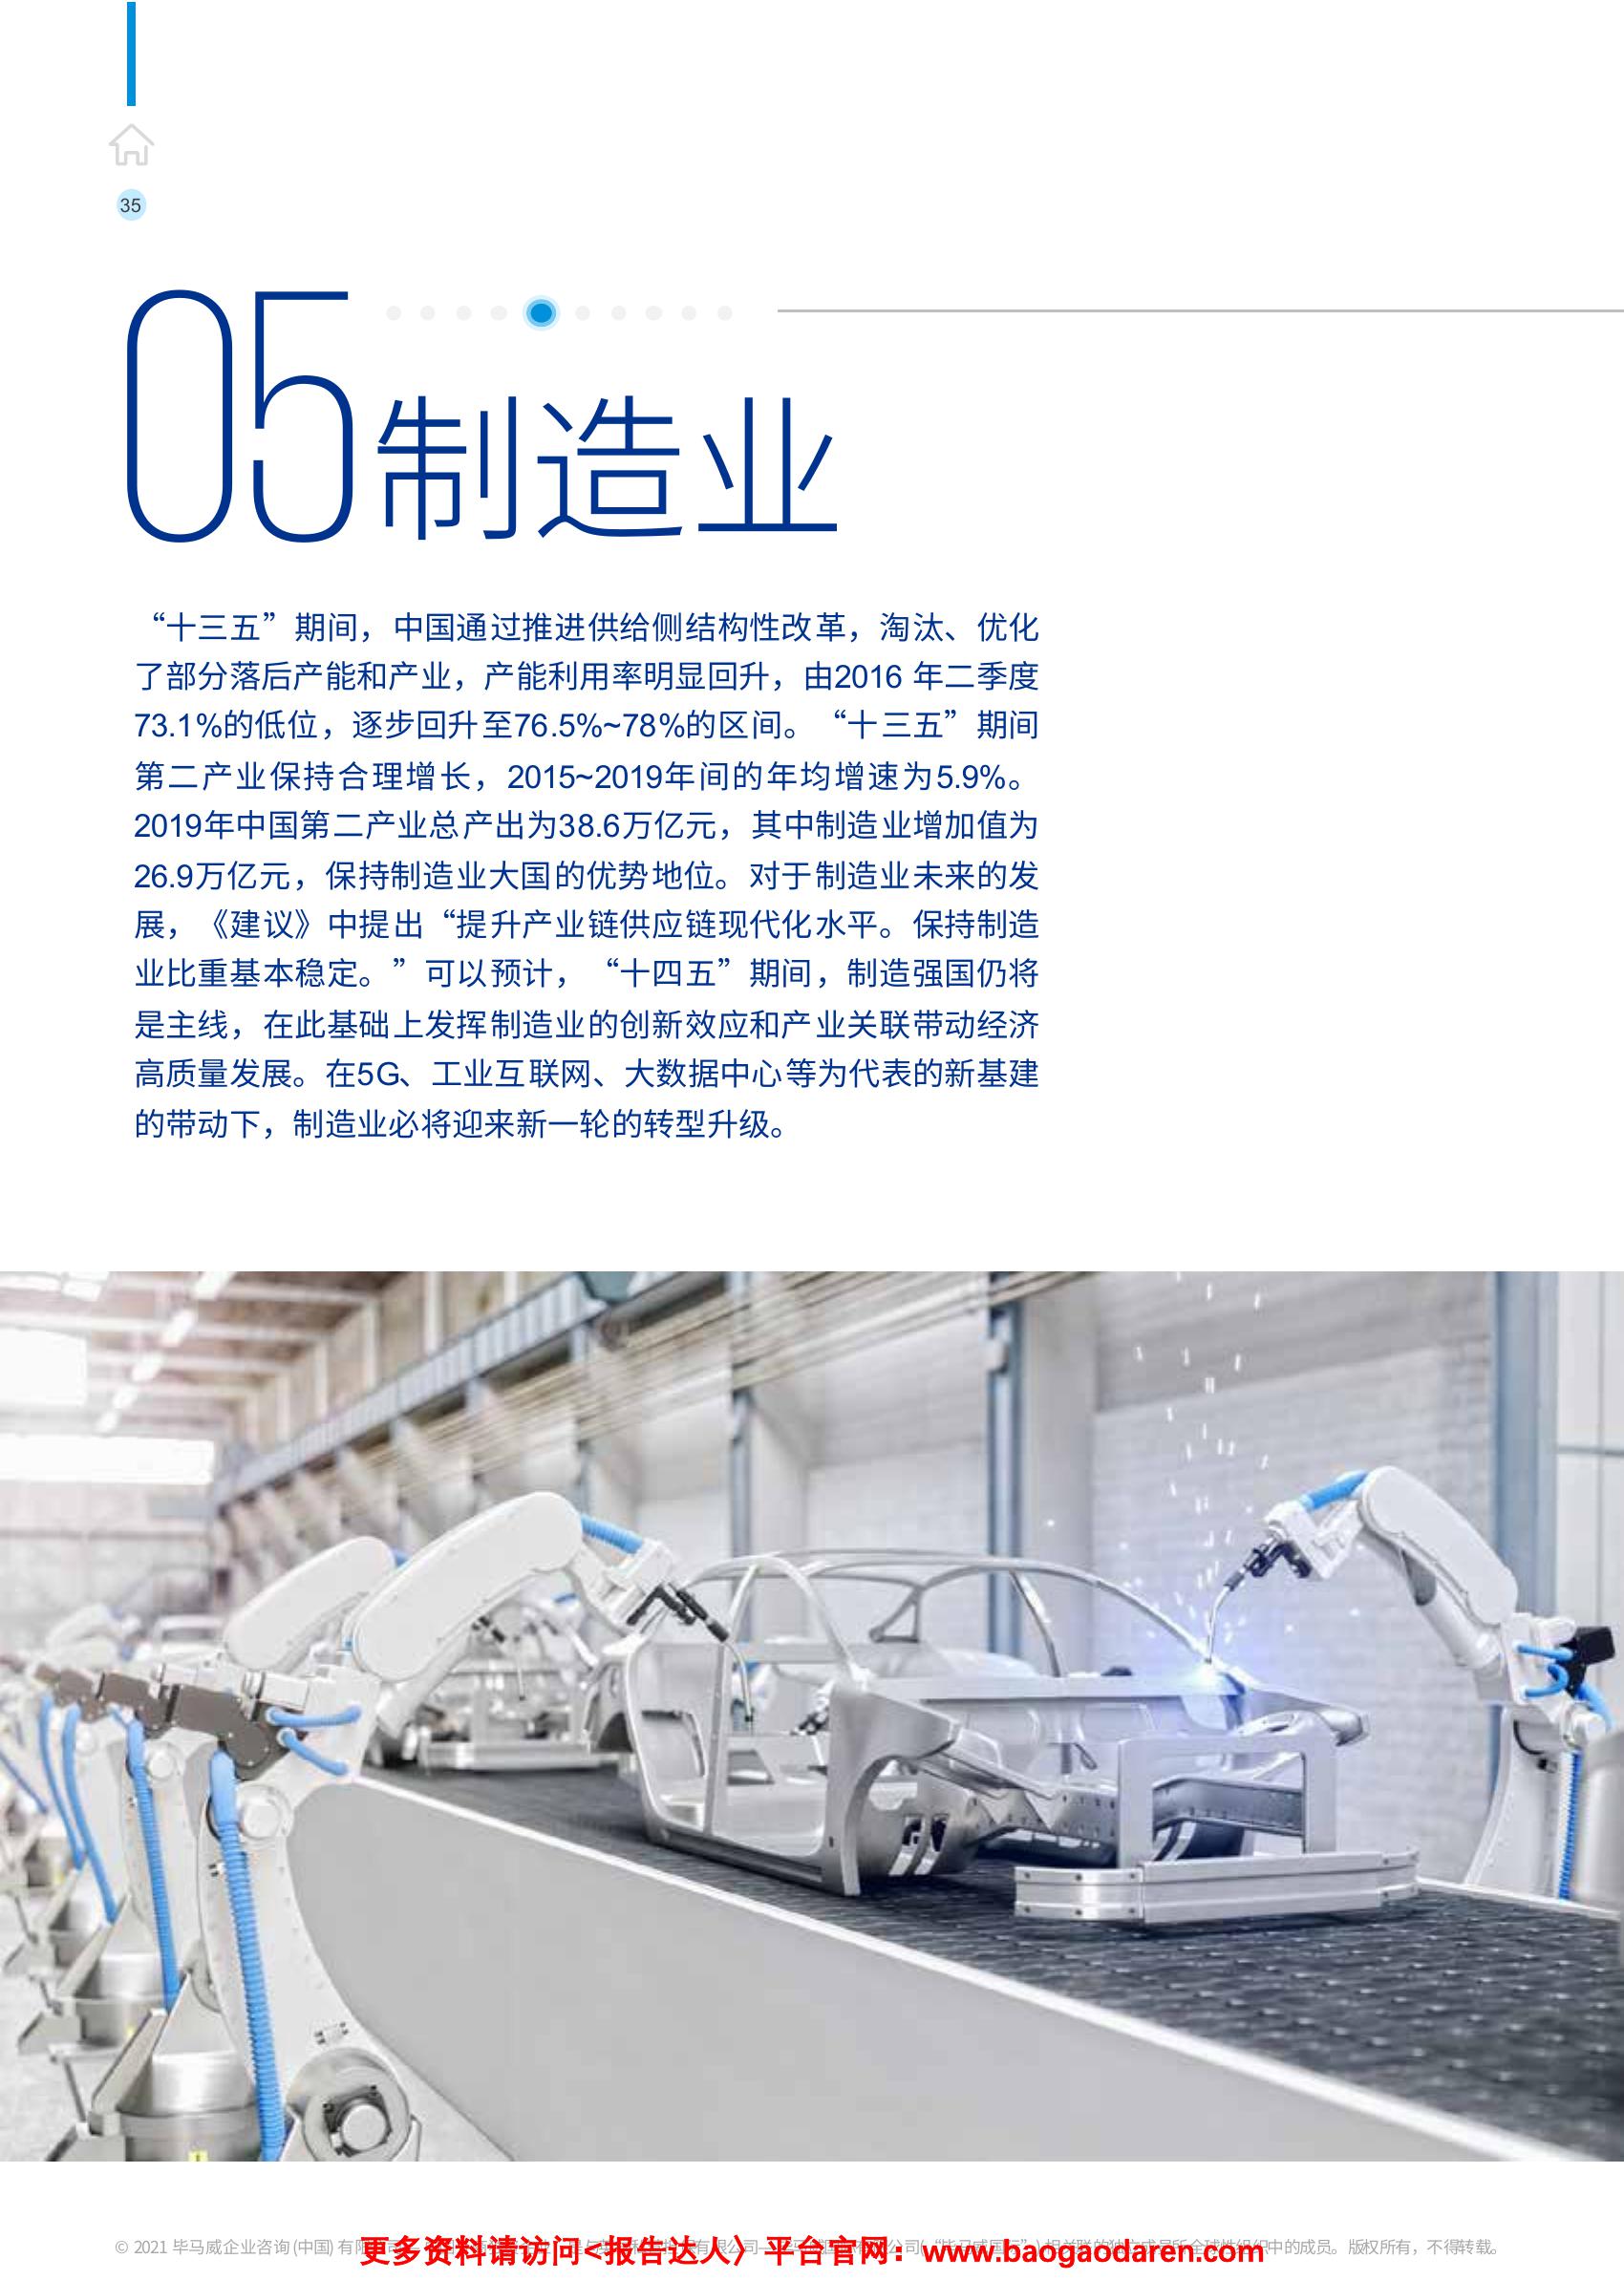 35
05 制造业
“十三五”期间，中国通过推进供给侧结构性改革，淘汰、优化
了部分落后产能和产业，产能利用率明显回升，由2016 年二季度
73.1%的低位，逐步回升至76.5%~78%的区间。“十三五”期间
第二产业保持合理增长，2015~2019年间的年均增速为5.9%。
2019年中国第二产业总产出为38.6万亿元，其中制造业增加值为
26.9万亿元，保持制造业大国的优势地位。对于制造业未来的发
展，《建议》中提出“提升产业链供应链现代化水平。保持制造
业比重基本稳定。”可以预计，“十四五”期间，制造强国仍将
是主线，在此基础上发挥制造业的创新效应和产业关联带动经济
高质量发展。在5G、工业互联网、大数据中心等为代表的新基建
的带动下，制造业必将迎来新一轮的转型升级。
© 2021 毕马威企业咨询 (中国) 有限 中的成员。版权所有，不得转载。
更多资料请访问<报告达人〉平台官网：www.baogaodaren.com